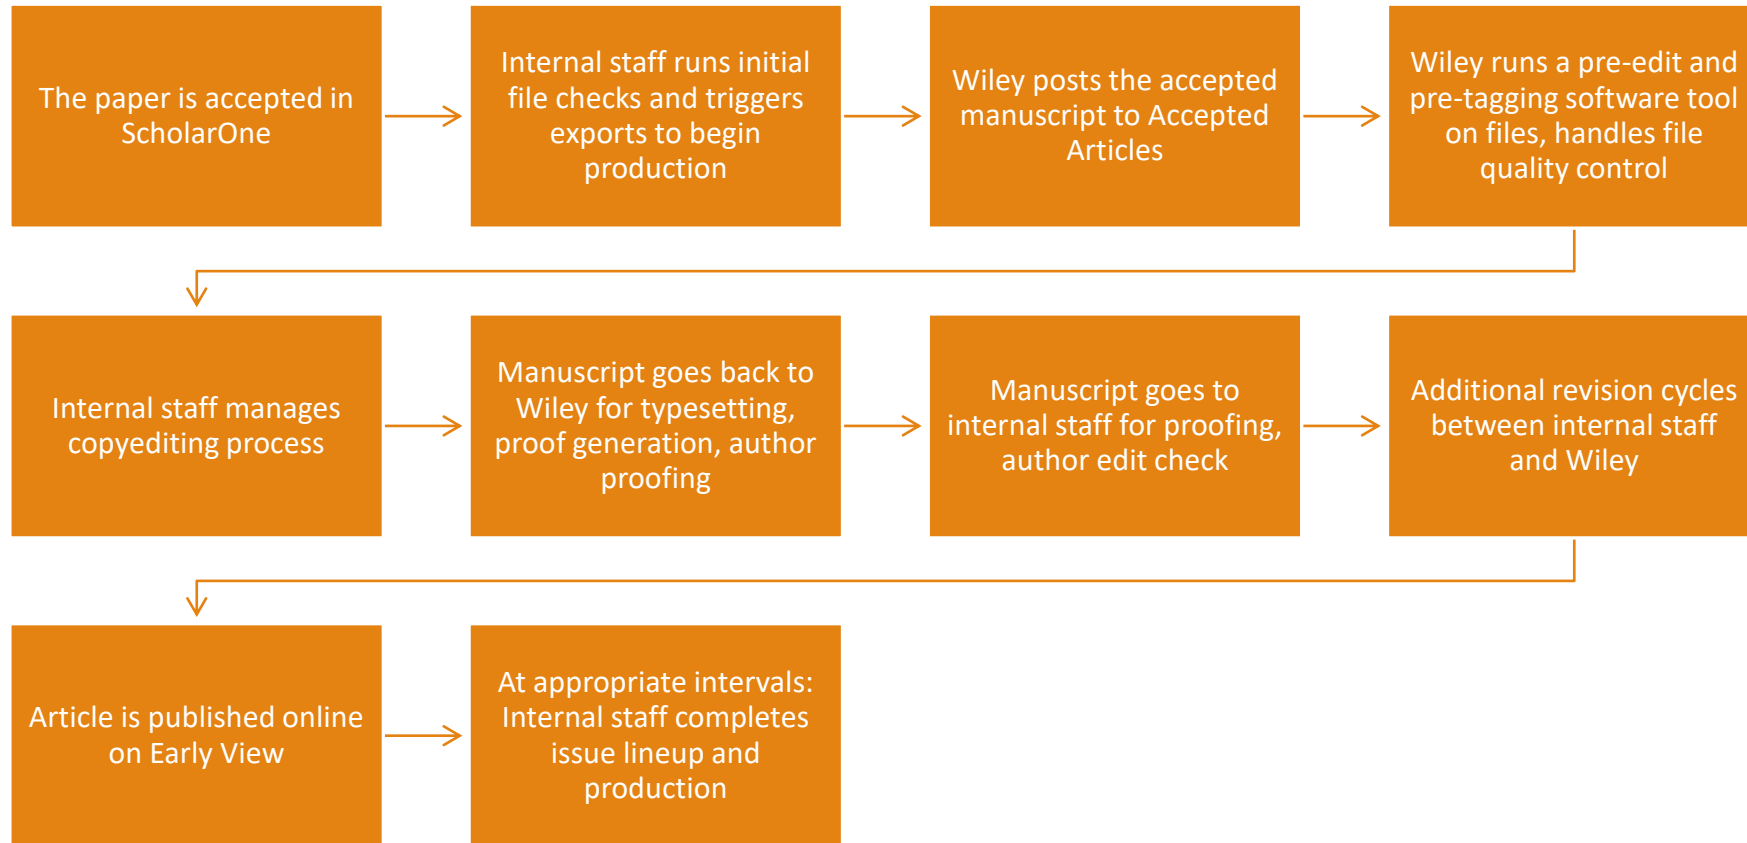 The paper is accepted in
ScholarOne
Internal staff runs initial
file checks and triggers
exports to begin
production
Wiley posts the accepted
manuscript to Accepted
Articles
Wiley runs a pre-edit and
pre-tagging software tool
on files, handles file
quality control
Internal staff manages
copyediting process
Manuscript goes back to
Wiley for typesetting,
proof generation, author
proofing
Manuscript goes to
internal staff for proofing,
author edit check
Additional revision cycles
between internal staff
and Wiley
Article is published online
on Early View
At appropriate intervals:
Internal staff completes
issue lineup and
production